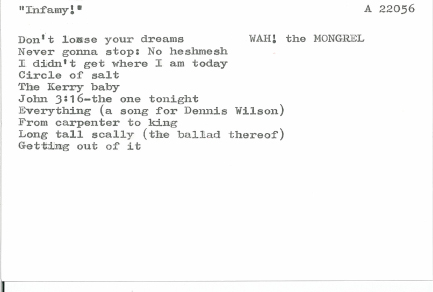 "Infamy!" A 22056
Don't loxse your dreams WAH! the MONGREL
Never gonna stop: No heshmesh
I didn't get where I am today
Circle of salt
The Kerry baby
John 3:16-the one tonight
Everything (a song for Dennis Wilson)
From carpenter to king
Long tall scally (the ballad thereof)
Getting out of it